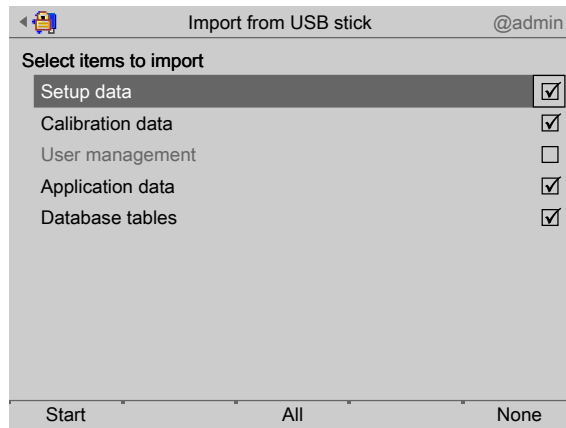 Import from USB stick @admin
Select items to import
Setup data
Calibration data
User management
Application data
Database tables
Start All None